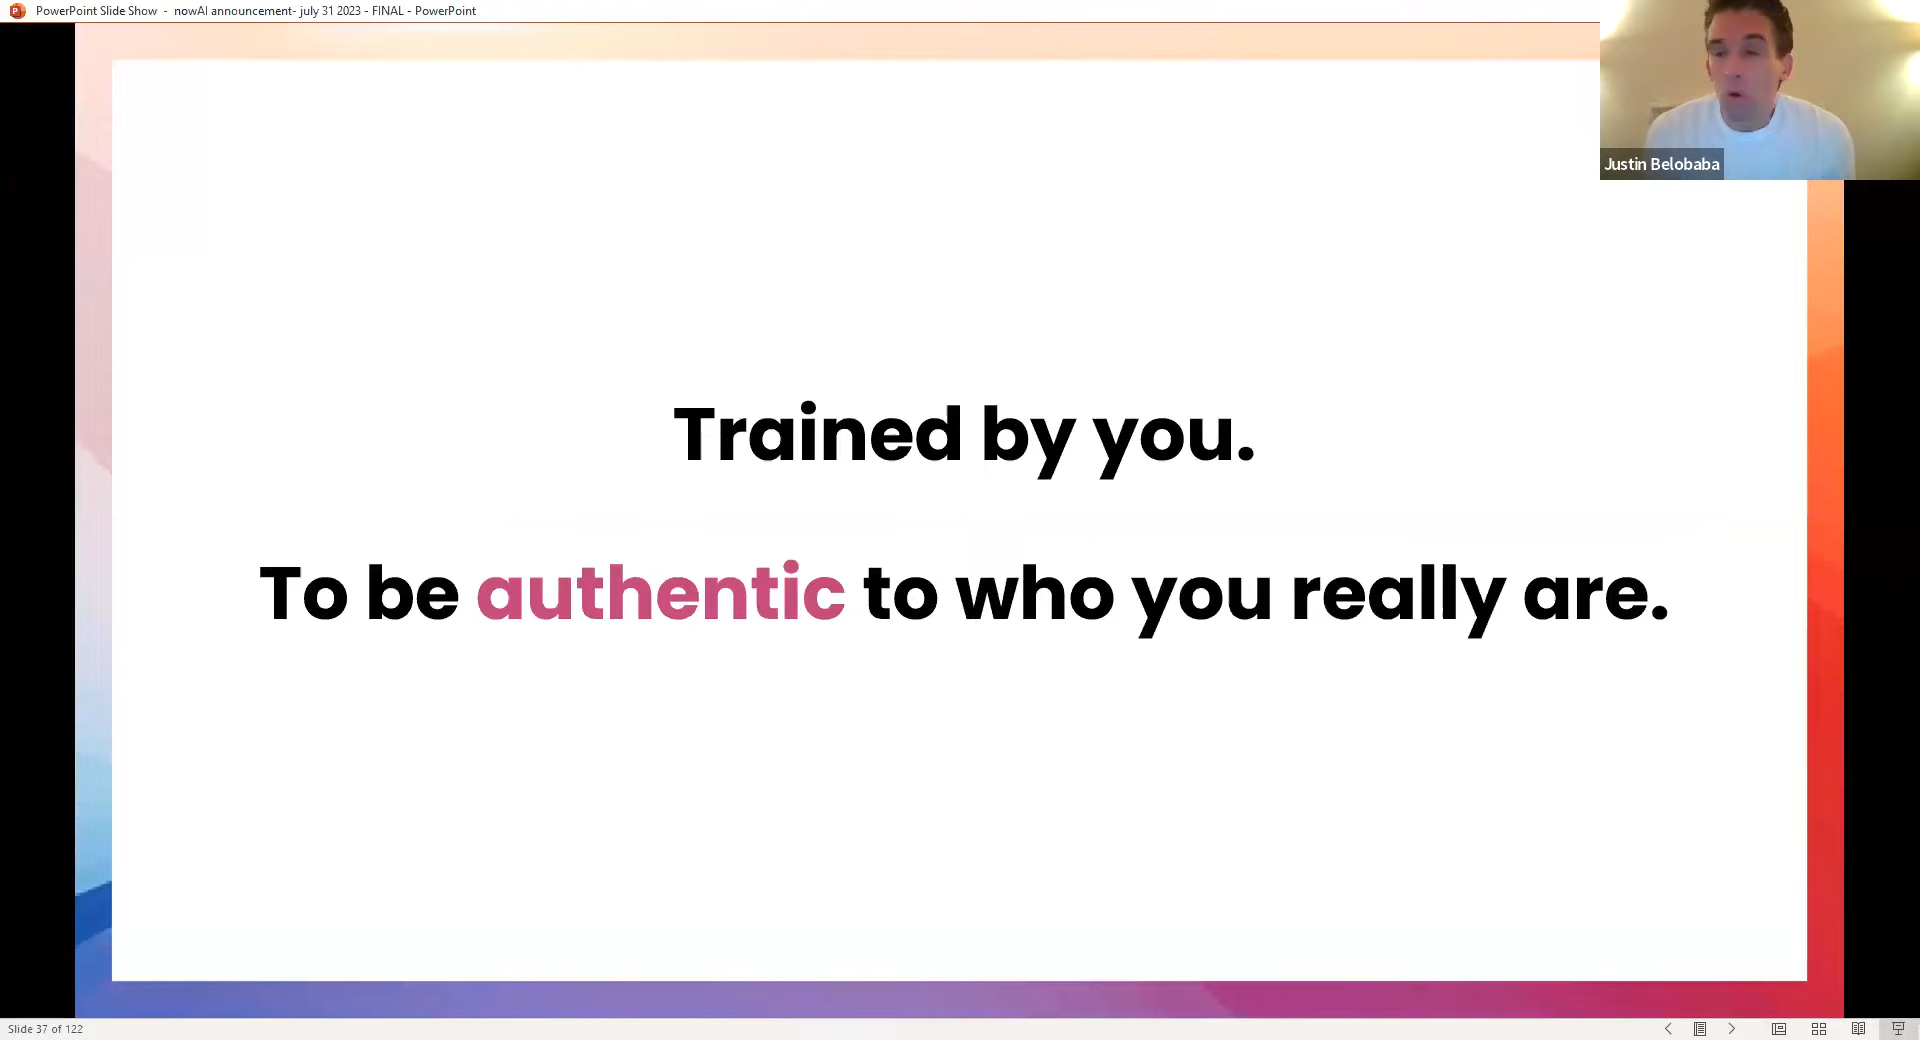 PowerPoint Slide Show - nowAI announcement- july 31 2023 - FINAL - PowerPoint
Justin Belobaba
Trained by you.
To be authentic to who you really are.
Slide 37 of 122